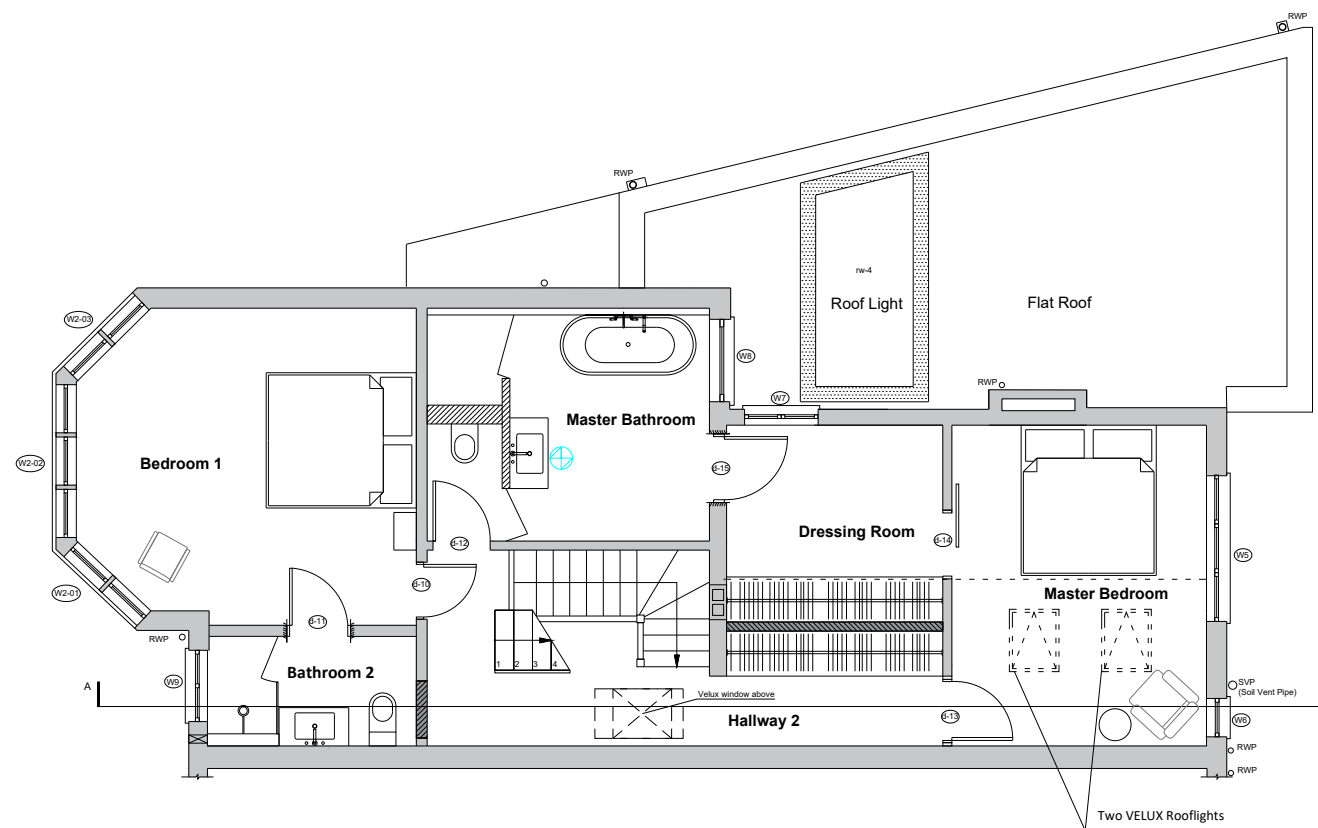 RWP
RWP
rw-4
Roof Light
Flat Roof
W2-03
W8
RWP
W7
Master Bathroom
Bedroom 1
W2-02
d-15
Dressing Room
d-14
W5
d-12
d-10
W2-01
Master Bedroom
d-11
RWP
Bathroom 2
1 2 3 4
W9
A
Velux window above
SVP
(Soil Vent Pipe)
Hallway 2
d-13
W6
RWP
RWP
Two VELUX Rooflights